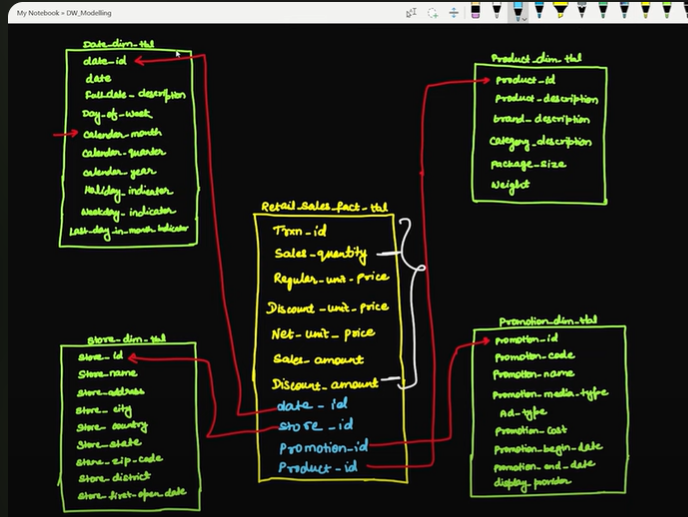 My Notebook » DW_Modelling
Date_dim_tbl
date_id
date
Full_date_description
Day_of_Week
Calendar_month
Calendar_quarter
Calendar_year
Holiday_indicator
Weekday_indicator
Last_day_in_month_indicator
Product_dim_tbl
Product_id
Product_description
brand_description
Category_description
Package_size
Weight
Retail_Sales_fact_tbl
Txn_id
Sales_quantity
Regular_unit_price
Discount_unit_price
Net_unit_price
Sales_amount
Discount_amount
date_id
store_id
Promotion_id
Product_id
Store_dim_tbl
Store_id
Store_name
Store_address
Store_city
Store_country
Store_state
Store_zip_code
Store_district
Store_first_open_date
Promotion_dim_tbl
Promotion_id
Promotion_code
Promotion_name
Promotion_media_type
Ad_type
Promotion_cost
Promotion_begin_date
Promotion_end_date
display_provider